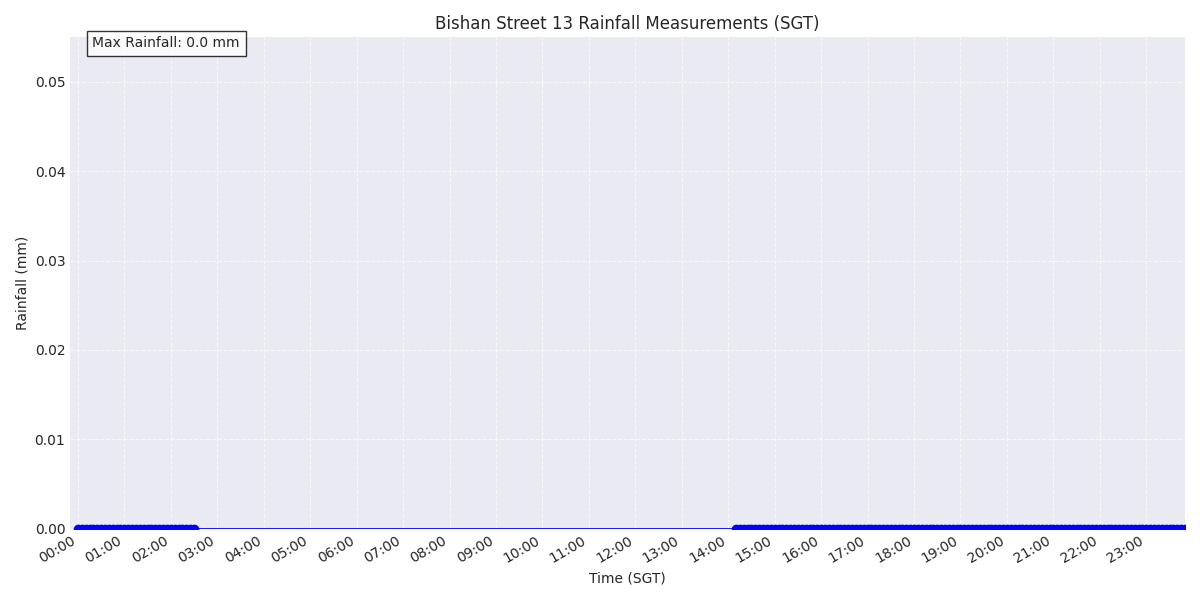 Bishan Street 13 Rainfall Measurements (SGT)
Max Rainfall: 0.0 mm
0.05
0.04
0.03
0.02
0.01
0.00
Rainfall (mm)
00:00 01:00 02:00 03:00 04:00 05:00 06:00 07:00 08:00 09:00 10:00 11:00 12:00 13:00 14:00 15:00 16:00 17:00 18:00 19:00 20:00 21:00 22:00 23:00
Time (SGT)